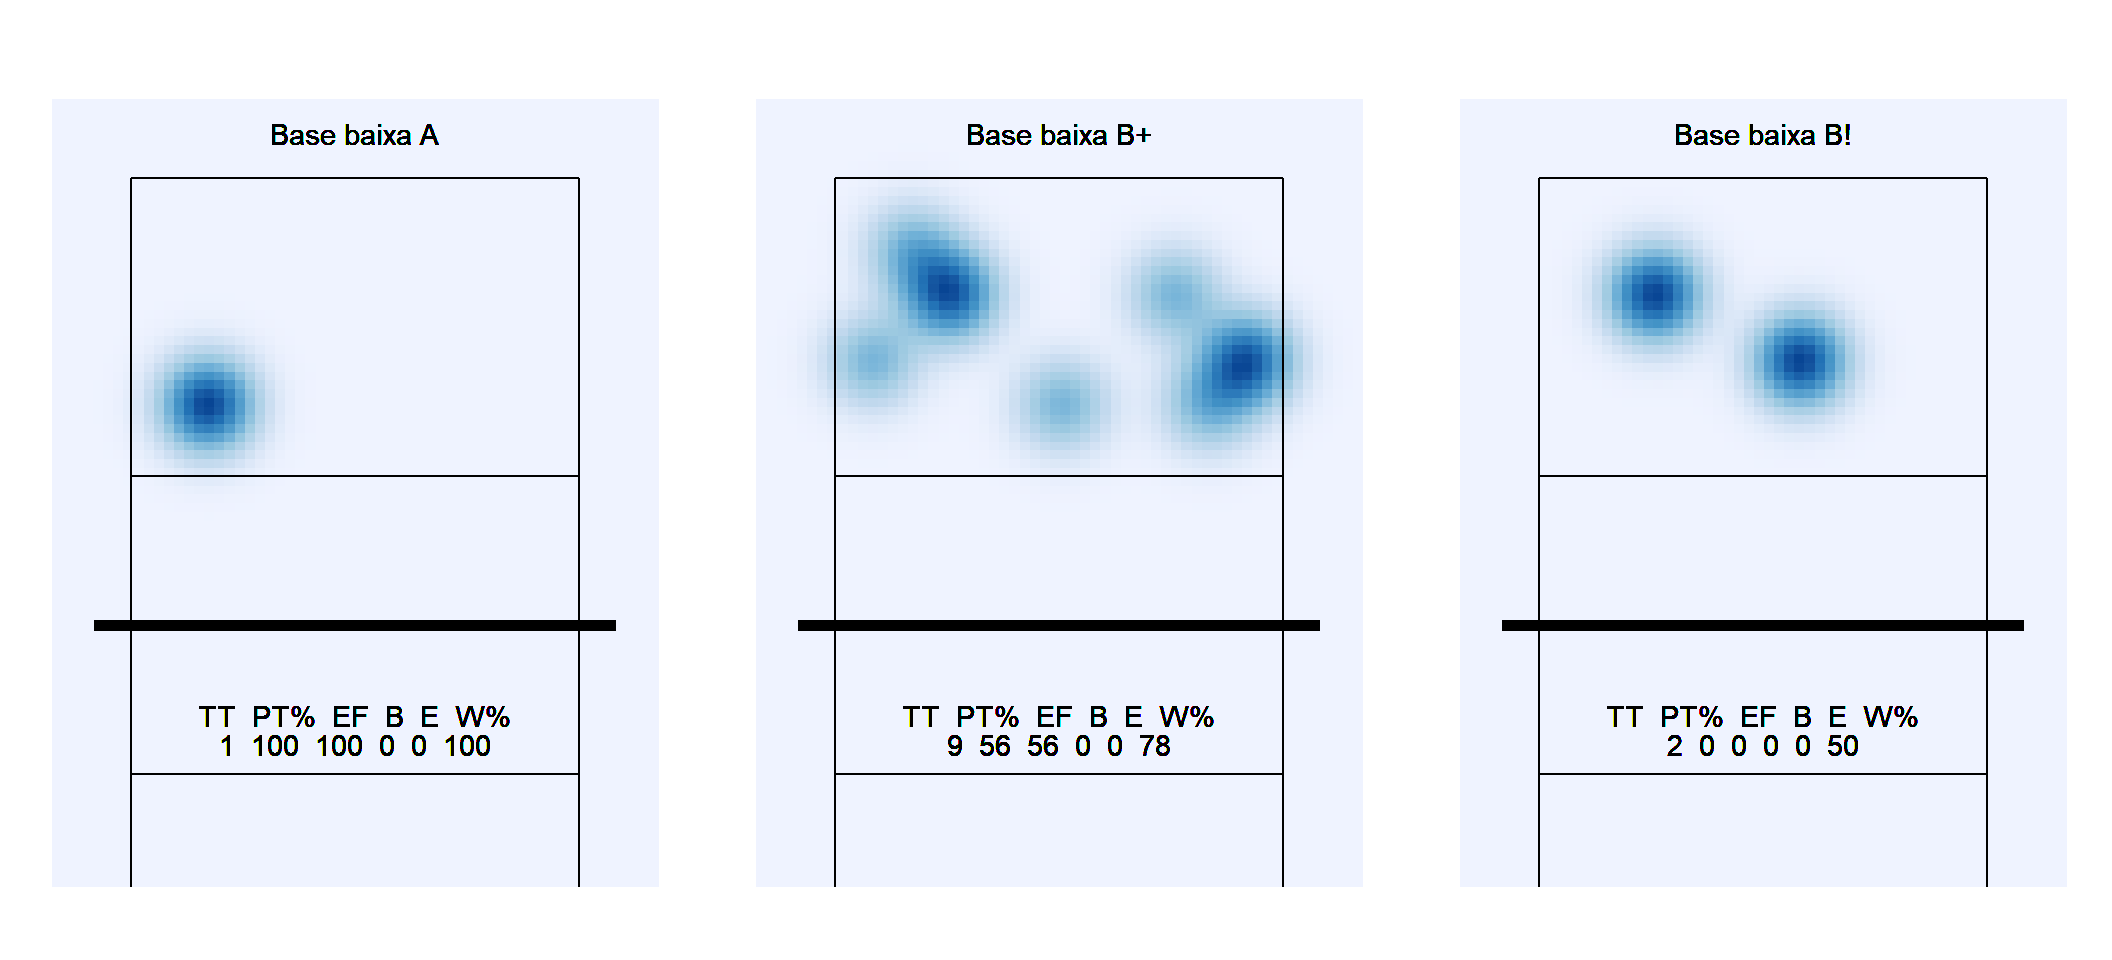 Base baixa A
TT PT% EF B E W%
1 100 100 0 0 100
Base baixa B+
TT PT% EF B E W%
9 56 56 0 0 78
Base baixa B!
TT PT% EF B E W%
2 0 0 0 0 50